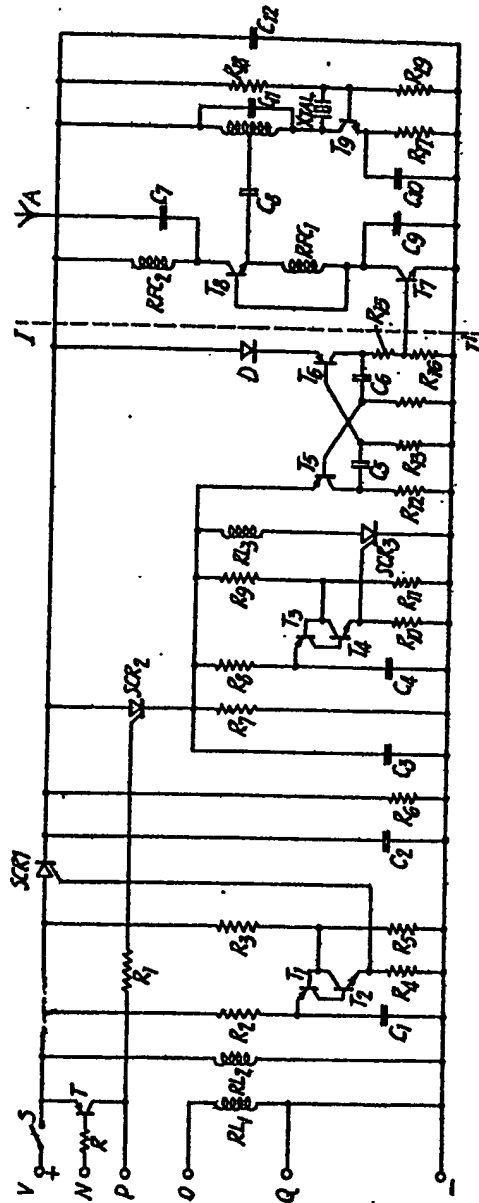 V
+
S
N
R
T
P
O
Q
−
RL1
RL2
R2
C1
T1
T2
R3
R4
R5
R1
SCR1
C2
R6
C3
SCR2
R7
R8
C4
T3
T4
R9
R10
R11
RL3
SCR3
T5
R12
C5
R13
D
T6
C6
R15
R16
I
RFC2
T8
C7
A
RFC1
T7
C9
C8
C10
C11
XTAL
T9
R17
R18
R19
C12